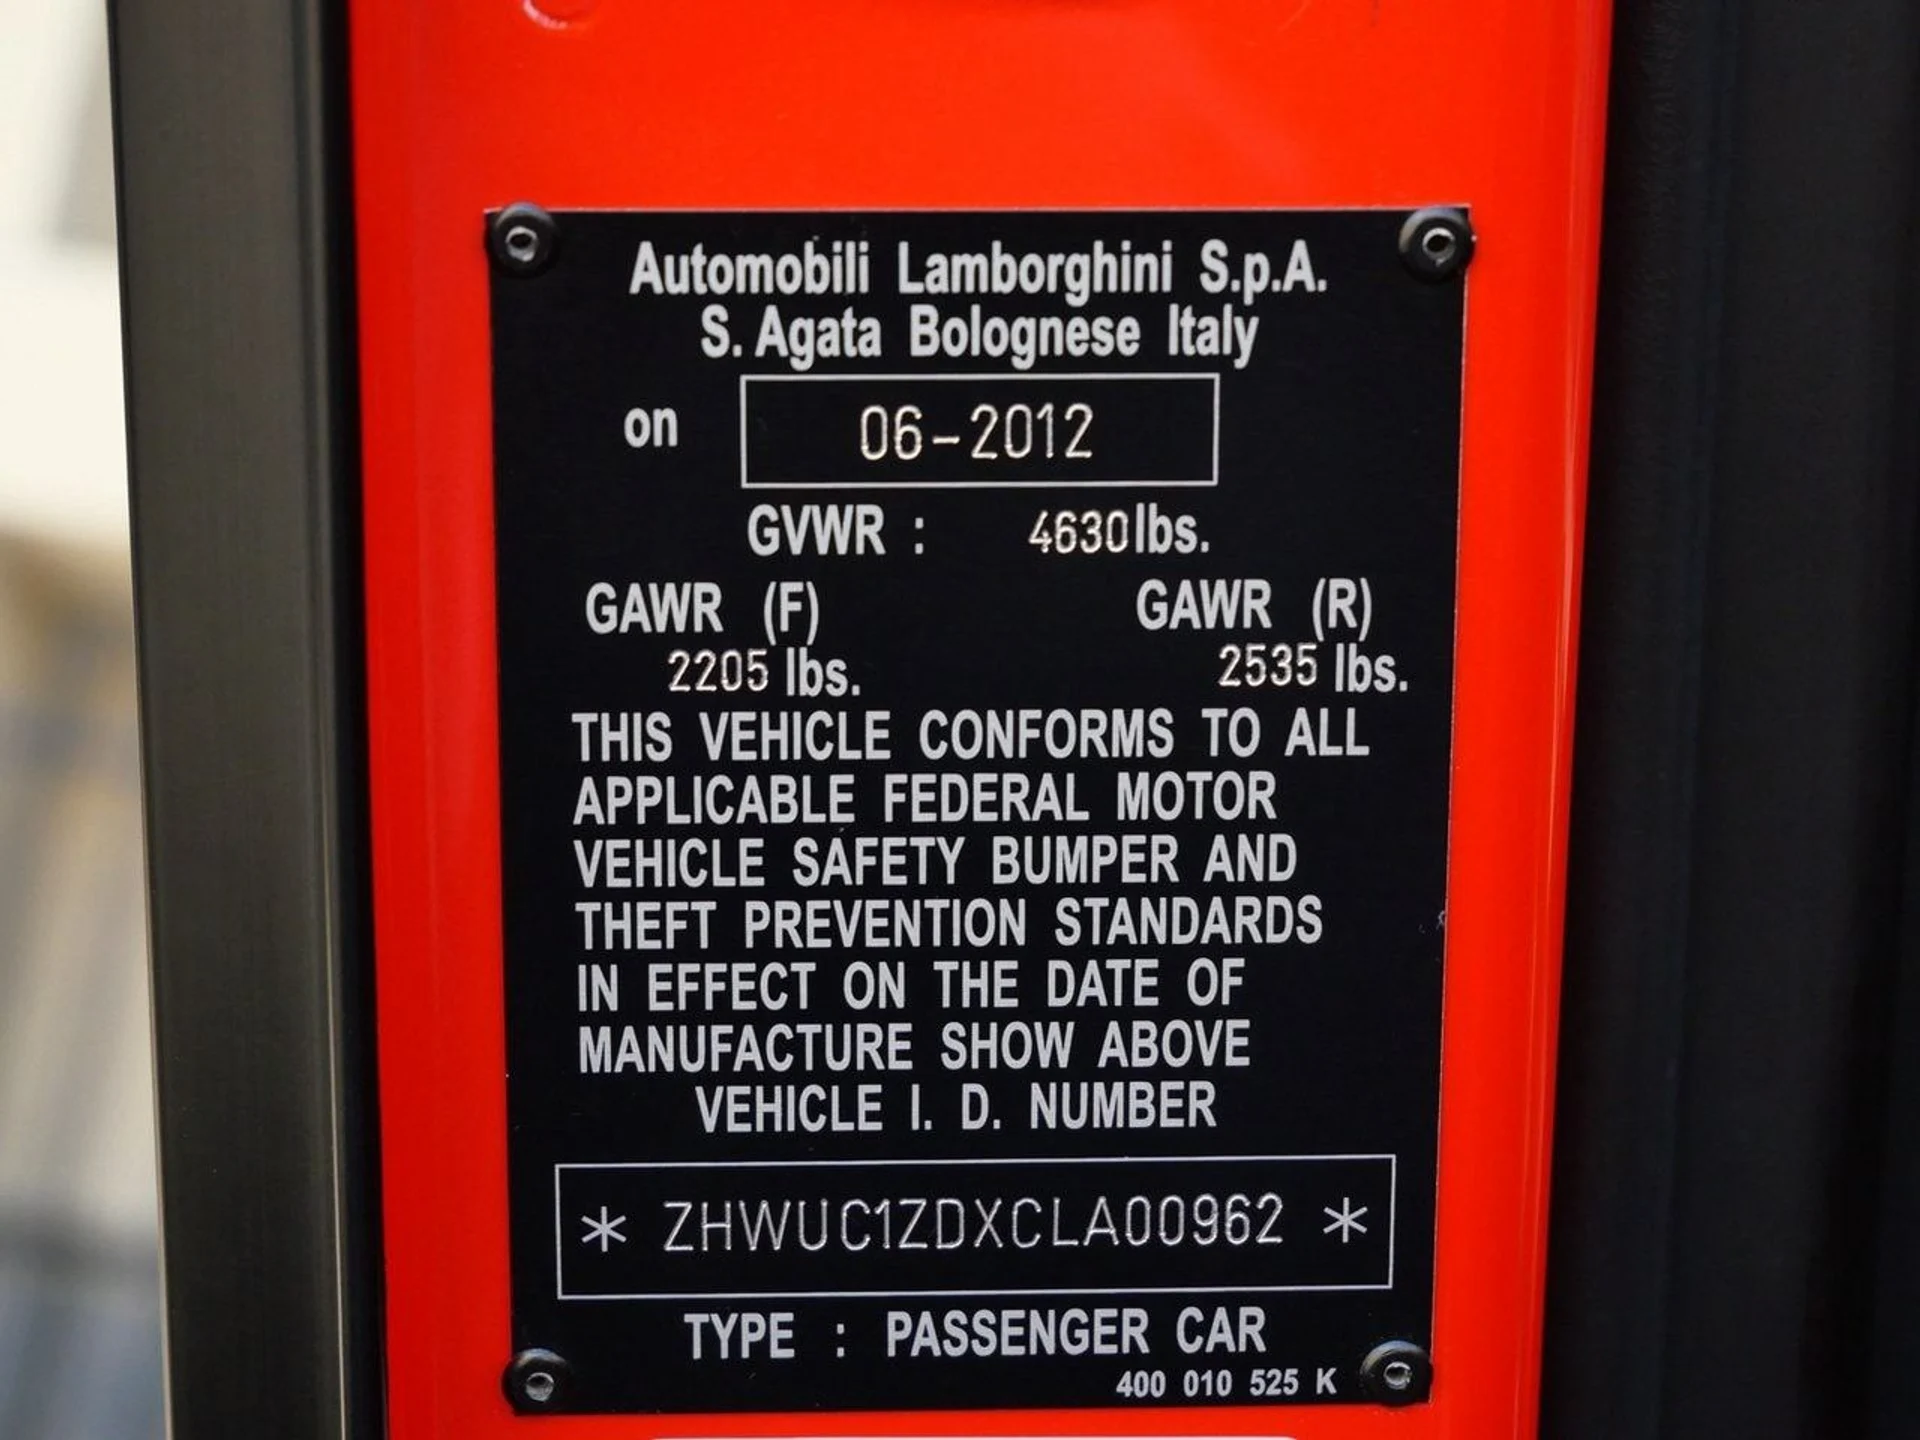 Automobili Lamborghini S.p.A.
S. Agata Bolognese Italy
on 06-2012
GVWR : 4630lbs.
GAWR (F) GAWR (R)
2205 lbs. 2535 lbs.
THIS VEHICLE CONFORMS TO ALL
APPLICABLE FEDERAL MOTOR
VEHICLE SAFETY BUMPER AND
THEFT PREVENTION STANDARDS
IN EFFECT ON THE DATE OF
MANUFACTURE SHOW ABOVE
VEHICLE I. D. NUMBER
* ZHWUC1ZDXCLA00962 *
TYPE : PASSENGER CAR
400 010 525 K